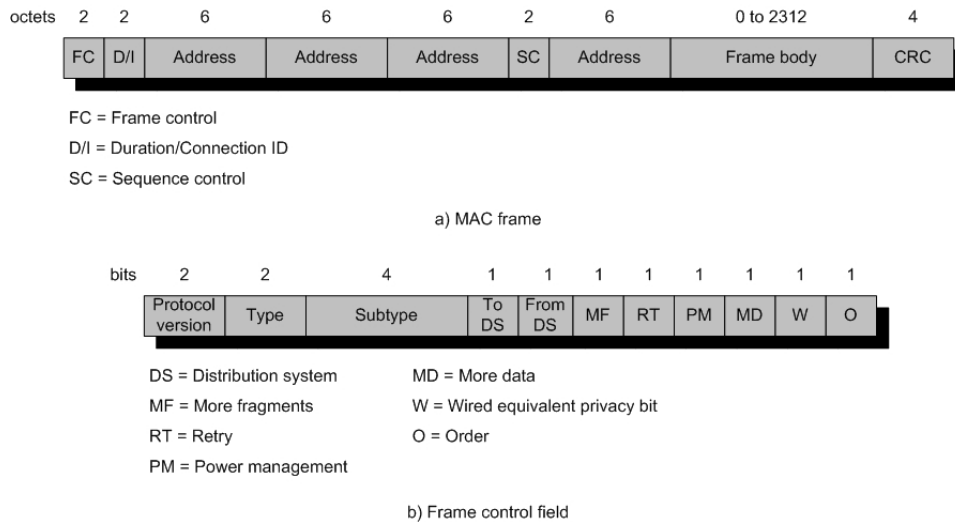 octets 2 2 6 6 6 2 6 0 to 2312 4
FC D/I Address Address Address SC Address Frame body CRC
FC = Frame control
D/I = Duration/Connection ID
SC = Sequence control
a) MAC frame
bits 2 2 4 1 1 1 1 1 1 1 1
Protocol version Type Subtype To DS From DS MF RT PM MD W O
DS = Distribution system MD = More data
MF = More fragments W = Wired equivalent privacy bit
RT = Retry O = Order
PM = Power management
b) Frame control field